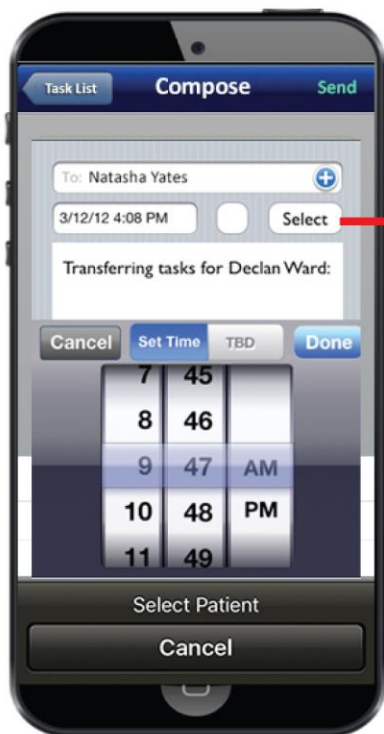 Task List Compose Send
To: Natasha Yates
3/12/12 4:08 PM Select
Transferring tasks for Declan Ward:
Cancel Set Time TBD Done
7 45
8 46
9 47 AM
10 48 PM
11 49
Select Patient
Cancel